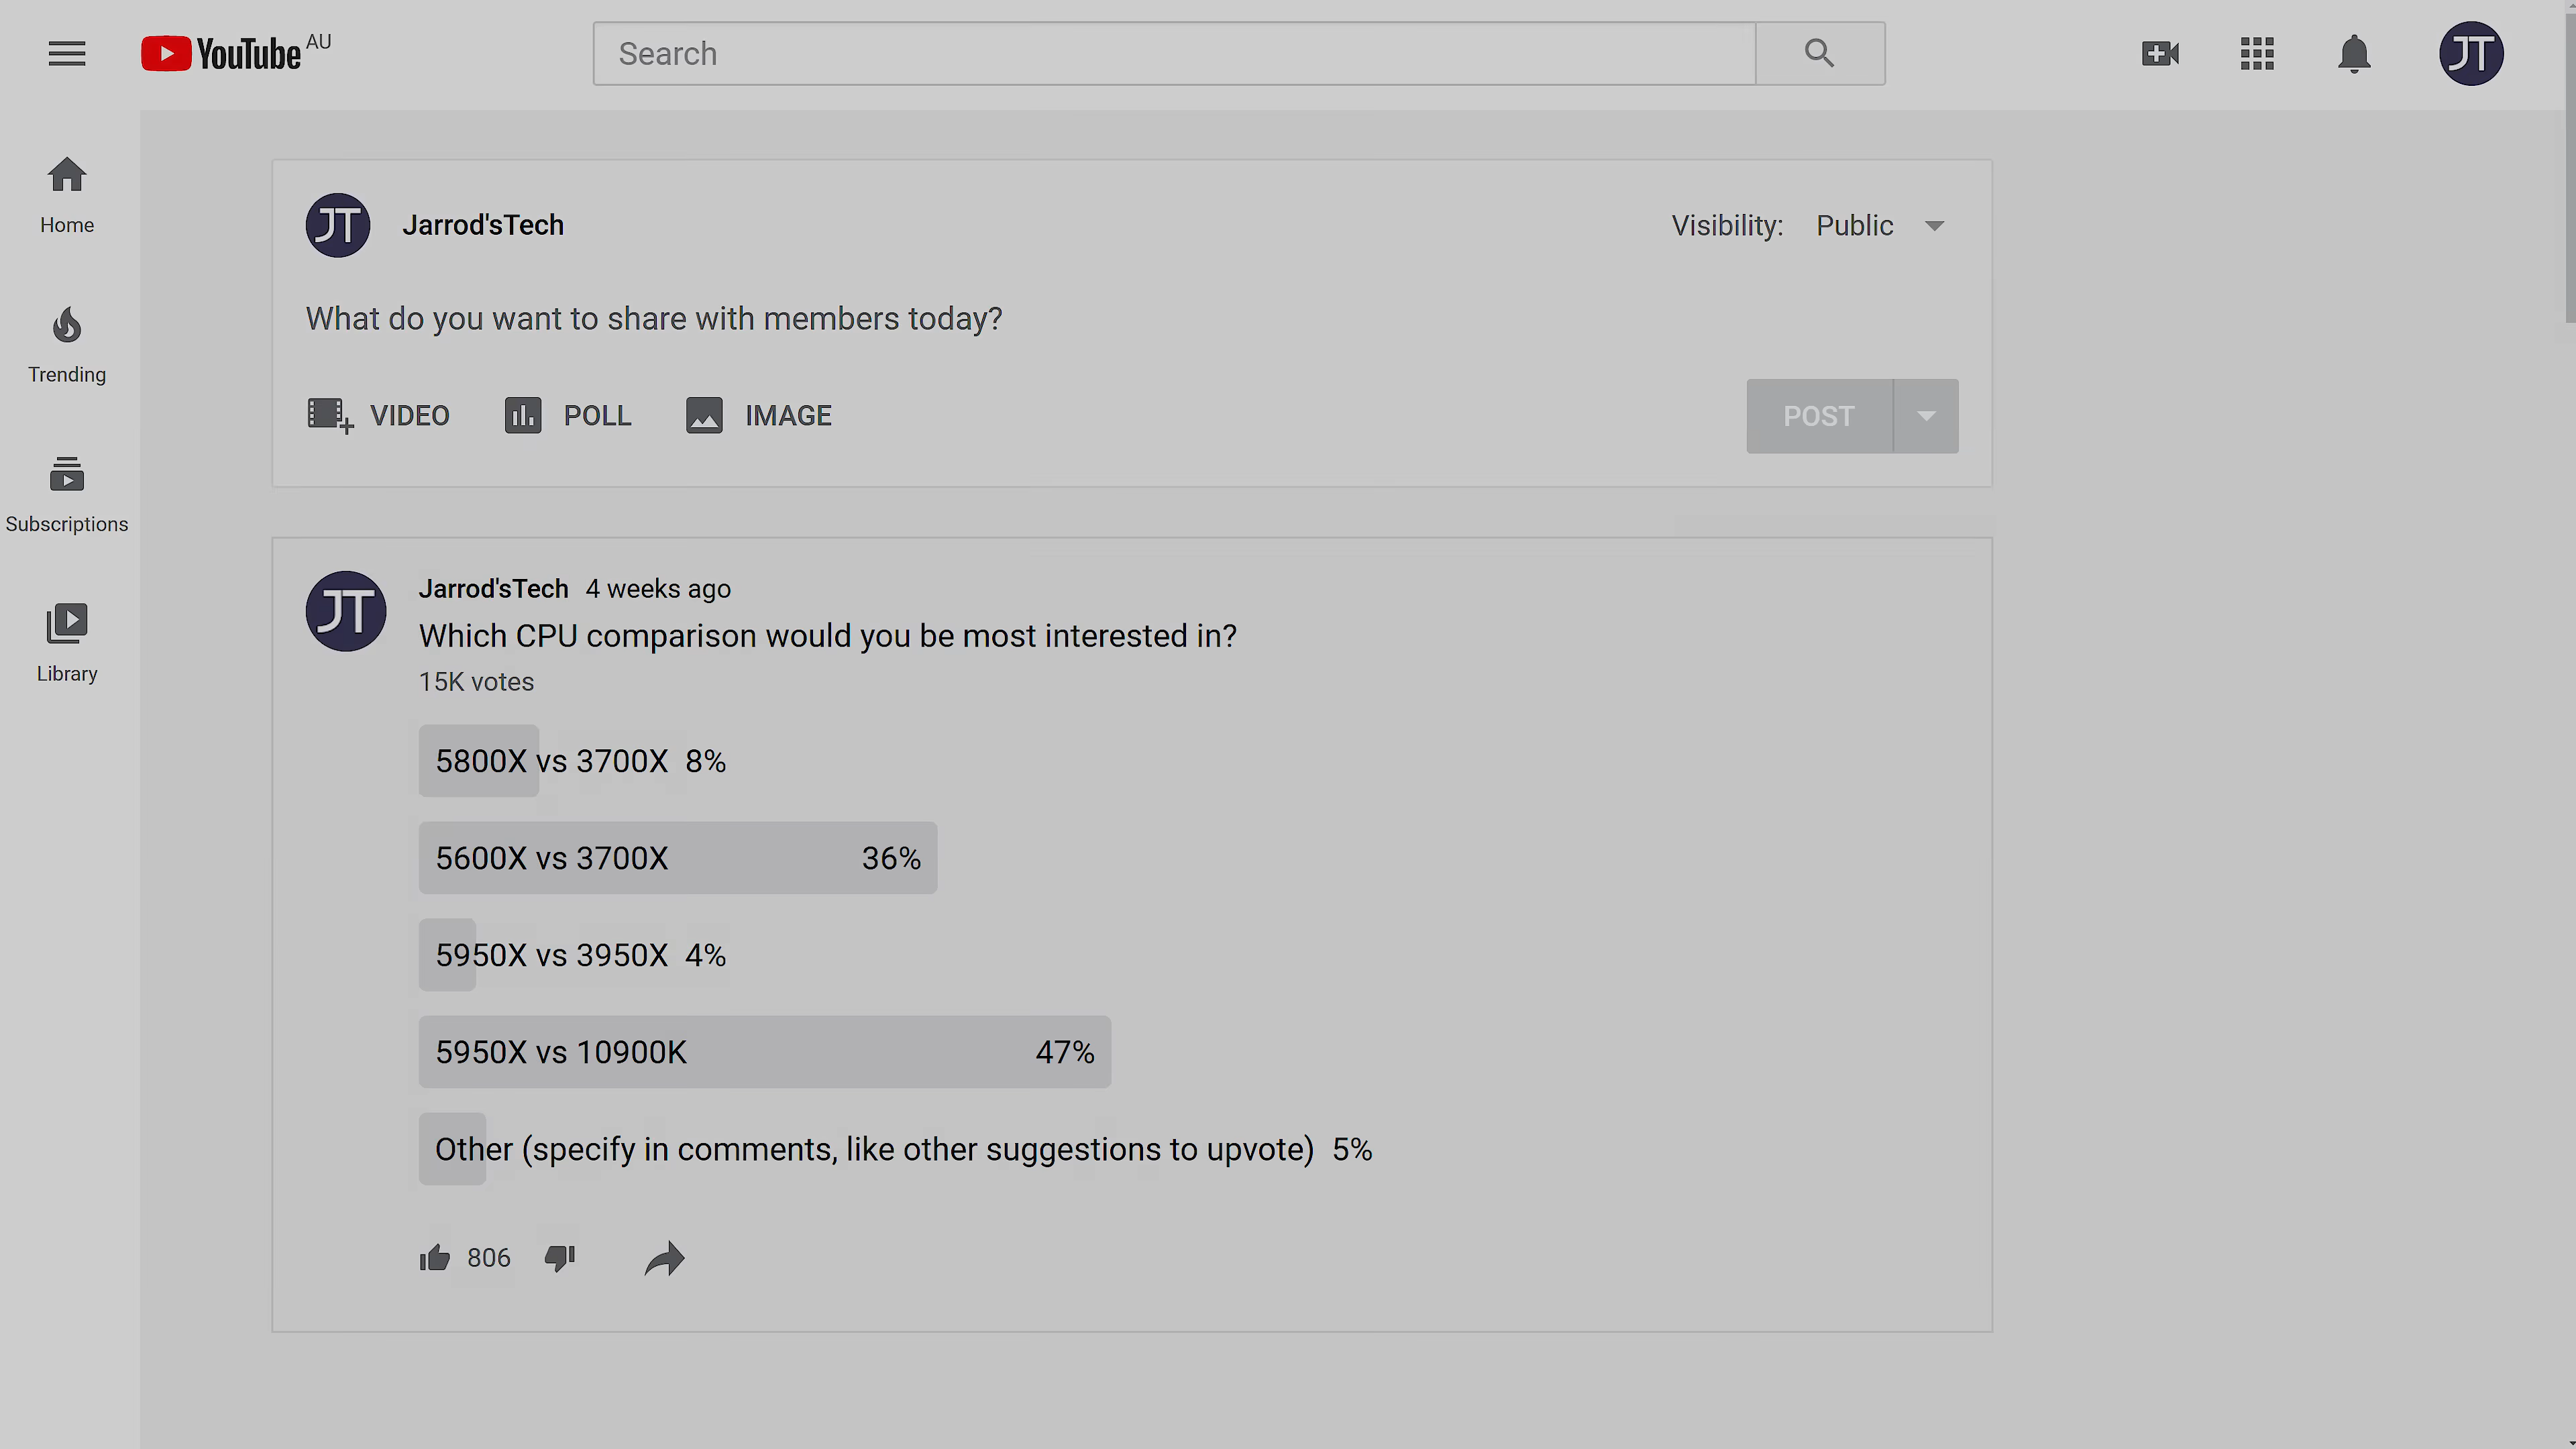 YouTube AU
Search
JT
Home
Trending
Subscriptions
Library
JT
Jarrod'sTech
Visibility: Public
What do you want to share with members today?
VIDEO POLL IMAGE
POST
JT
Jarrod'sTech 4 weeks ago
Which CPU comparison would you be most interested in?
15K votes
5800X vs 3700X 8%
5600X vs 3700X 36%
5950X vs 3950X 4%
5950X vs 10900K 47%
Other (specify in comments, like other suggestions to upvote) 5%
806